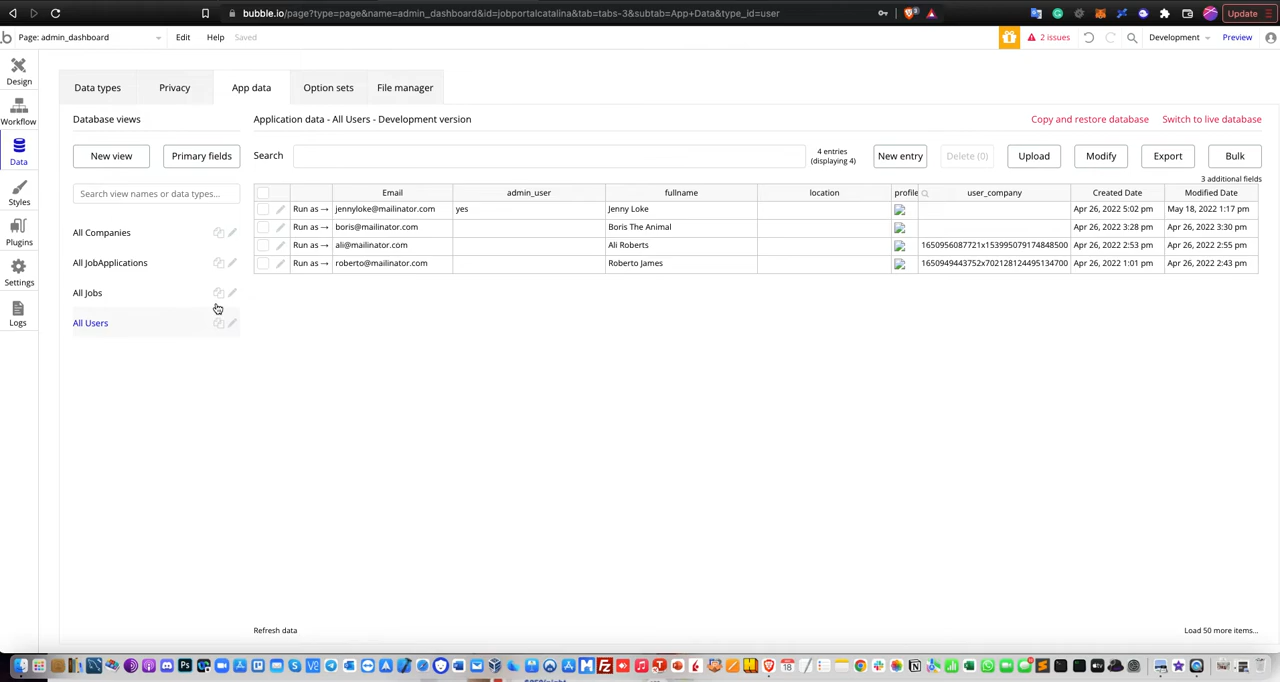 bubble.io/page?type=page&name=admin_dashboard&id=jobportalcatalina&tab=tabs-3&subtab=App+Data&type_id=user
Update
Page: admin_dashboard
Edit
Help
Saved
2 issues
Development
Preview
Design
Workflow
Data
Styles
Plugins
Settings
Logs
Data types
Privacy
App data
Option sets
File manager
Database views
Application data - All Users - Development version
Copy and restore database
Switch to live database
New view
Primary fields
Search
4 entries
(displaying 4)
New entry
Delete (0)
Upload
Modify
Export
Bulk
3 additional fields
Search view names or data types...
All Companies
All JobApplications
All Jobs
All Users
Email admin_user fullname location profile user_company Created Date Modified Date
Run as → jennyloke@mailinator.com yes Jenny Loke Apr 26, 2022 5:02 pm May 18, 2022 1:17 pm
Run as → boris@mailinator.com Boris The Animal Apr 26, 2022 3:28 pm Apr 26, 2022 3:30 pm
Run as → ali@mailinator.com Ali Roberts 1650956087721x153995079174848500 Apr 26, 2022 2:53 pm Apr 26, 2022 2:55 pm
Run as → roberto@mailinator.com Roberto James 1650949443752x702128124495134700 Apr 26, 2022 1:01 pm Apr 26, 2022 2:43 pm
Refresh data
Load 50 more items...